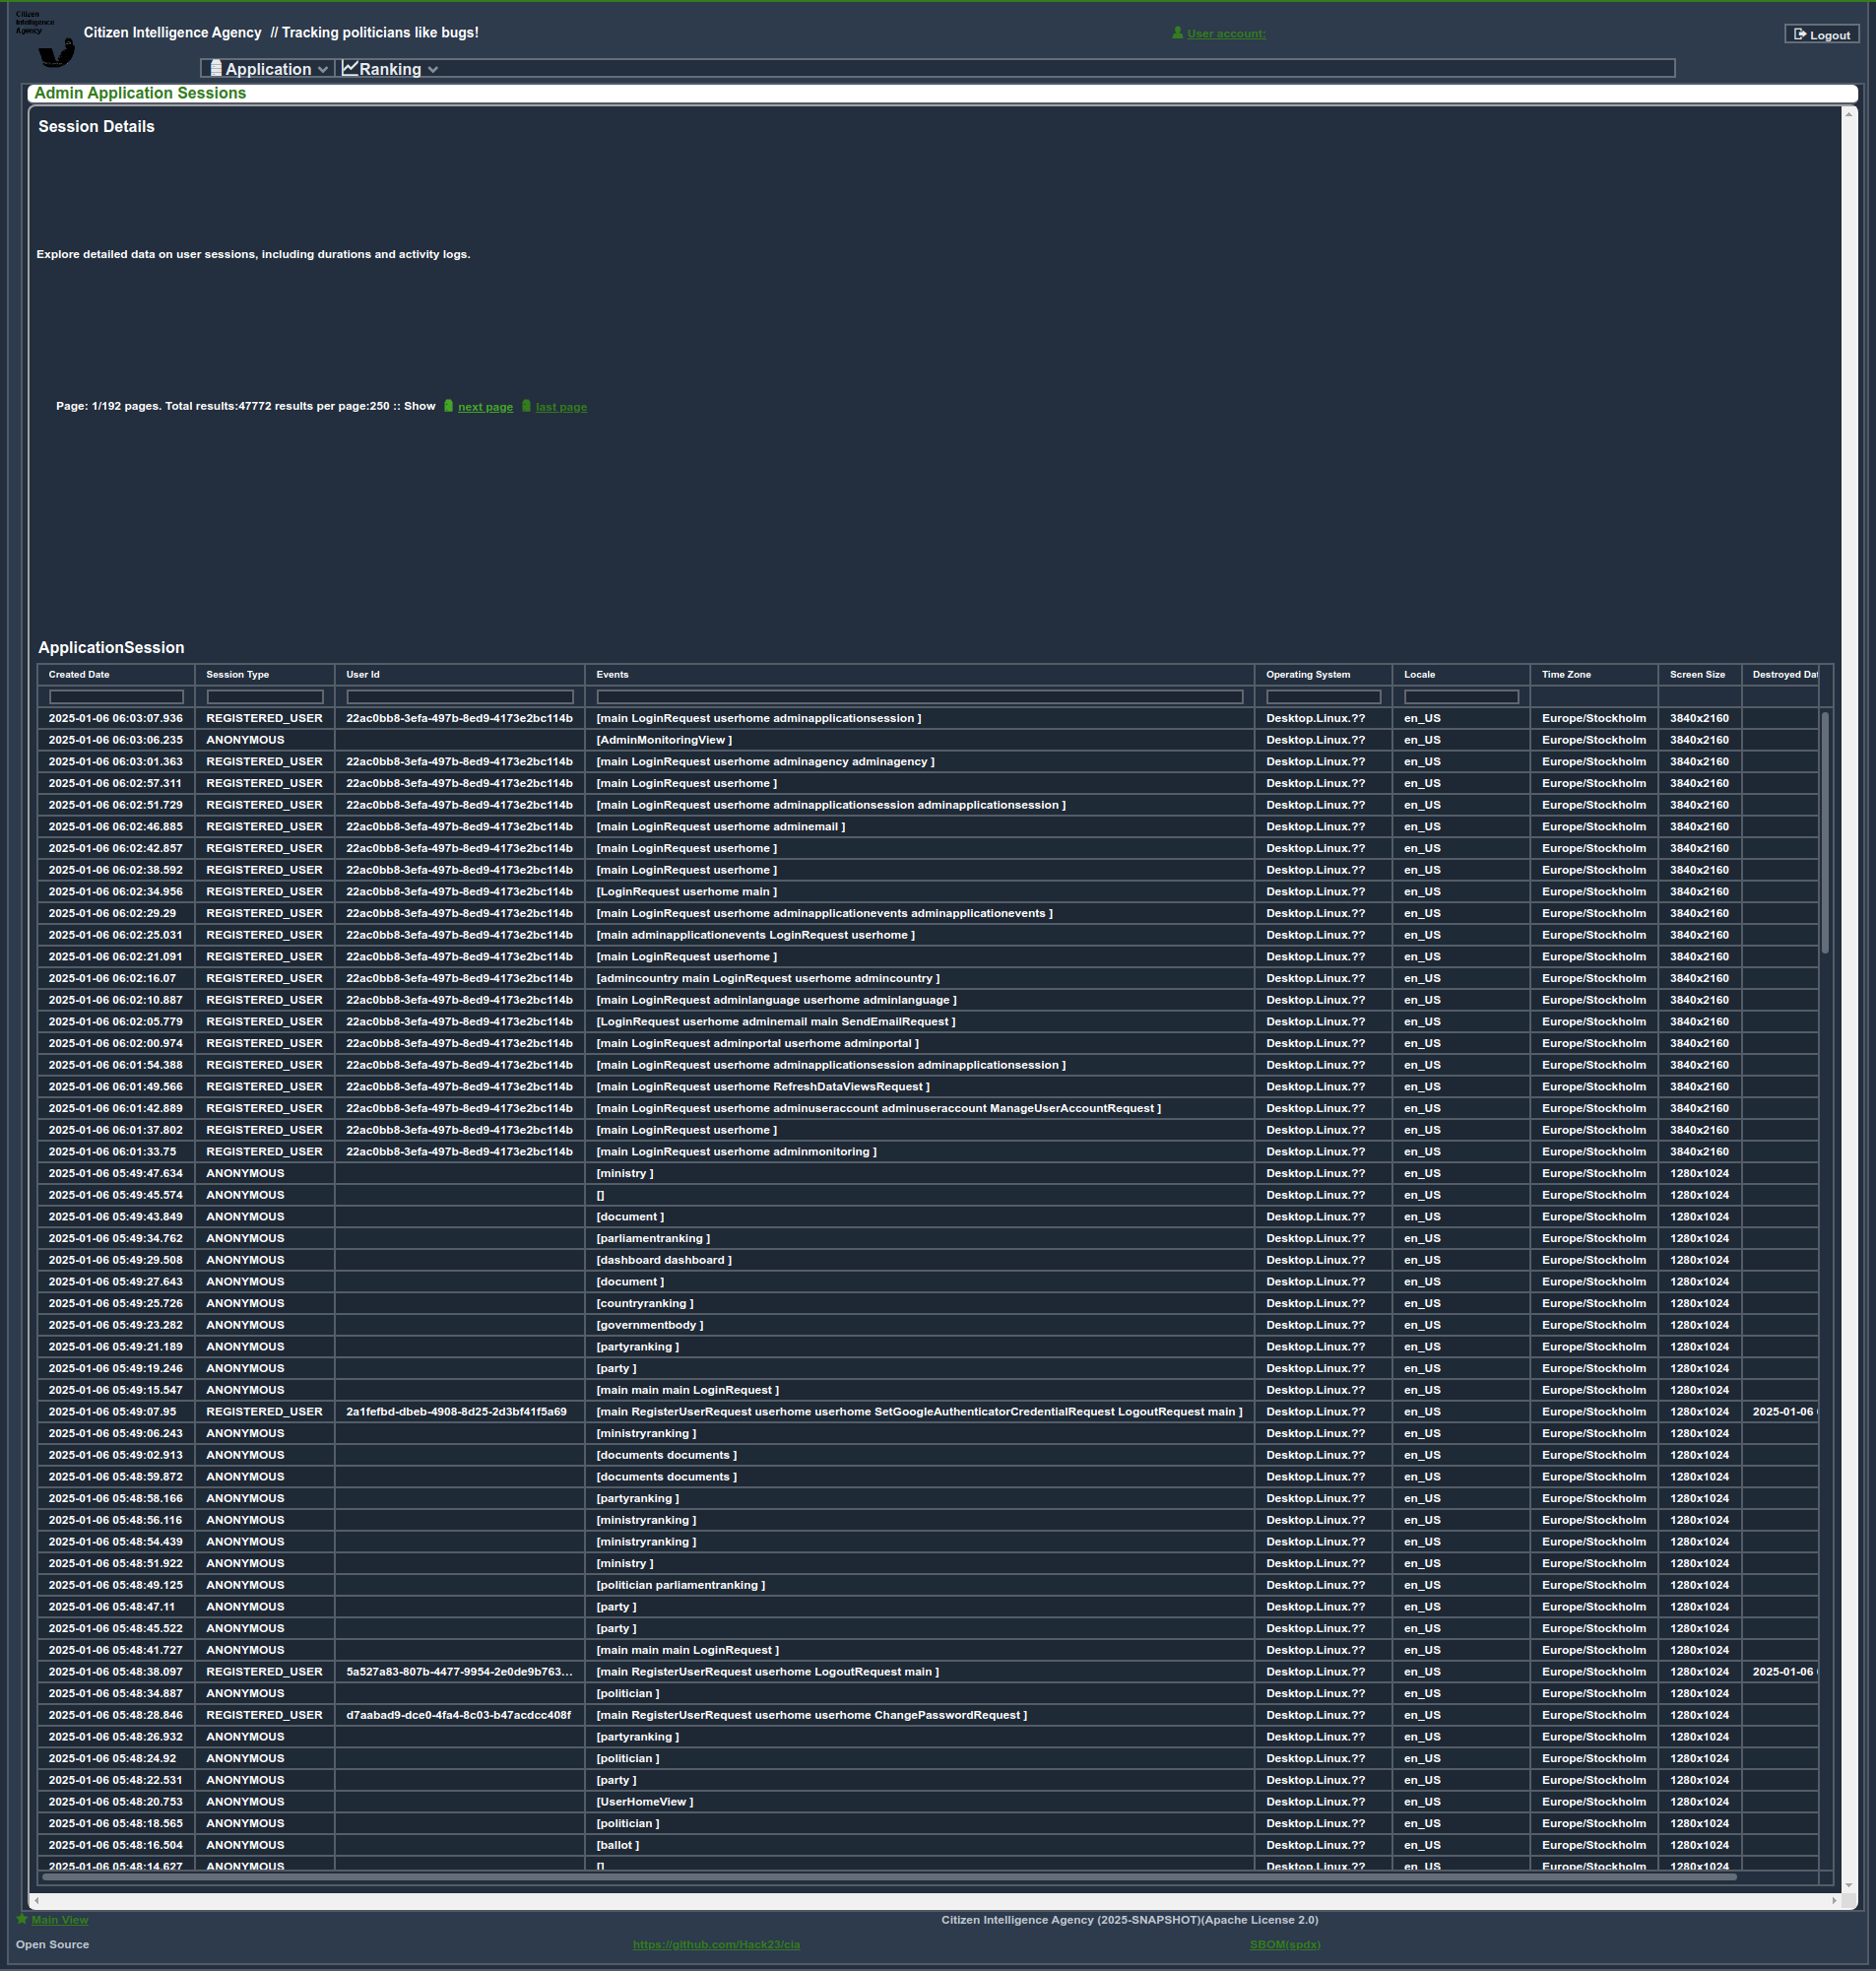 Citizen
Intelligence
Agency
Citizen Intelligence Agency // Tracking politicians like bugs!
User account:
Logout
Application Ranking
Admin Application Sessions
Session Details
Explore detailed data on user sessions, including durations and activity logs.
Page: 1/192 pages. Total results:47772 results per page:250 :: Show next page last page
ApplicationSession
Created Date Session Type User Id Events Operating System Locale Time Zone Screen Size Destroyed Dat
2025-01-06 06:03:07.936 REGISTERED_USER 22ac0bb8-3efa-497b-8ed9-4173e2bc114b [main LoginRequest userhome adminapplicationsession ] Desktop.Linux.?? en_US Europe/Stockholm 3840x2160
2025-01-06 06:03:06.235 ANONYMOUS [AdminMonitoringView ] Desktop.Linux.?? en_US Europe/Stockholm 3840x2160
2025-01-06 06:03:01.363 REGISTERED_USER 22ac0bb8-3efa-497b-8ed9-4173e2bc114b [main LoginRequest userhome adminagency adminagency ] Desktop.Linux.?? en_US Europe/Stockholm 3840x2160
2025-01-06 06:02:57.311 REGISTERED_USER 22ac0bb8-3efa-497b-8ed9-4173e2bc114b [main LoginRequest userhome ] Desktop.Linux.?? en_US Europe/Stockholm 3840x2160
2025-01-06 06:02:51.729 REGISTERED_USER 22ac0bb8-3efa-497b-8ed9-4173e2bc114b [main LoginRequest userhome adminapplicationsession adminapplicationsession ] Desktop.Linux.?? en_US Europe/Stockholm 3840x2160
2025-01-06 06:02:46.885 REGISTERED_USER 22ac0bb8-3efa-497b-8ed9-4173e2bc114b [main LoginRequest userhome adminemail ] Desktop.Linux.?? en_US Europe/Stockholm 3840x2160
2025-01-06 06:02:42.857 REGISTERED_USER 22ac0bb8-3efa-497b-8ed9-4173e2bc114b [main LoginRequest userhome ] Desktop.Linux.?? en_US Europe/Stockholm 3840x2160
2025-01-06 06:02:38.592 REGISTERED_USER 22ac0bb8-3efa-497b-8ed9-4173e2bc114b [main LoginRequest userhome ] Desktop.Linux.?? en_US Europe/Stockholm 3840x2160
2025-01-06 06:02:34.956 REGISTERED_USER 22ac0bb8-3efa-497b-8ed9-4173e2bc114b [LoginRequest userhome main ] Desktop.Linux.?? en_US Europe/Stockholm 3840x2160
2025-01-06 06:02:29.29 REGISTERED_USER 22ac0bb8-3efa-497b-8ed9-4173e2bc114b [main LoginRequest userhome adminapplicationevents adminapplicationevents ] Desktop.Linux.?? en_US Europe/Stockholm 3840x2160
2025-01-06 06:02:25.031 REGISTERED_USER 22ac0bb8-3efa-497b-8ed9-4173e2bc114b [main adminapplicationevents LoginRequest userhome ] Desktop.Linux.?? en_US Europe/Stockholm 3840x2160
2025-01-06 06:02:21.091 REGISTERED_USER 22ac0bb8-3efa-497b-8ed9-4173e2bc114b [main LoginRequest userhome ] Desktop.Linux.?? en_US Europe/Stockholm 3840x2160
2025-01-06 06:02:16.07 REGISTERED_USER 22ac0bb8-3efa-497b-8ed9-4173e2bc114b [admincountry main LoginRequest userhome admincountry ] Desktop.Linux.?? en_US Europe/Stockholm 3840x2160
2025-01-06 06:02:10.887 REGISTERED_USER 22ac0bb8-3efa-497b-8ed9-4173e2bc114b [main LoginRequest adminlanguage userhome adminlanguage ] Desktop.Linux.?? en_US Europe/Stockholm 3840x2160
2025-01-06 06:02:05.779 REGISTERED_USER 22ac0bb8-3efa-497b-8ed9-4173e2bc114b [LoginRequest userhome adminemail main SendEmailRequest ] Desktop.Linux.?? en_US Europe/Stockholm 3840x2160
2025-01-06 06:02:00.974 REGISTERED_USER 22ac0bb8-3efa-497b-8ed9-4173e2bc114b [main LoginRequest adminportal userhome adminportal ] Desktop.Linux.?? en_US Europe/Stockholm 3840x2160
2025-01-06 06:01:54.388 REGISTERED_USER 22ac0bb8-3efa-497b-8ed9-4173e2bc114b [main LoginRequest userhome adminapplicationsession adminapplicationsession ] Desktop.Linux.?? en_US Europe/Stockholm 3840x2160
2025-01-06 06:01:49.566 REGISTERED_USER 22ac0bb8-3efa-497b-8ed9-4173e2bc114b [main LoginRequest userhome RefreshDataViewsRequest ] Desktop.Linux.?? en_US Europe/Stockholm 3840x2160
2025-01-06 06:01:42.889 REGISTERED_USER 22ac0bb8-3efa-497b-8ed9-4173e2bc114b [main LoginRequest userhome adminuseraccount adminuseraccount ManageUserAccountRequest ] Desktop.Linux.?? en_US Europe/Stockholm 3840x2160
2025-01-06 06:01:37.802 REGISTERED_USER 22ac0bb8-3efa-497b-8ed9-4173e2bc114b [main LoginRequest userhome ] Desktop.Linux.?? en_US Europe/Stockholm 3840x2160
2025-01-06 06:01:33.75 REGISTERED_USER 22ac0bb8-3efa-497b-8ed9-4173e2bc114b [main LoginRequest userhome adminmonitoring ] Desktop.Linux.?? en_US Europe/Stockholm 3840x2160
2025-01-06 05:49:47.634 ANONYMOUS [ministry ] Desktop.Linux.?? en_US Europe/Stockholm 1280x1024
2025-01-06 05:49:45.574 ANONYMOUS [] Desktop.Linux.?? en_US Europe/Stockholm 1280x1024
2025-01-06 05:49:43.849 ANONYMOUS [document ] Desktop.Linux.?? en_US Europe/Stockholm 1280x1024
2025-01-06 05:49:34.762 ANONYMOUS [parliamentranking ] Desktop.Linux.?? en_US Europe/Stockholm 1280x1024
2025-01-06 05:49:29.508 ANONYMOUS [dashboard dashboard ] Desktop.Linux.?? en_US Europe/Stockholm 1280x1024
2025-01-06 05:49:27.643 ANONYMOUS [document ] Desktop.Linux.?? en_US Europe/Stockholm 1280x1024
2025-01-06 05:49:25.726 ANONYMOUS [countryranking ] Desktop.Linux.?? en_US Europe/Stockholm 1280x1024
2025-01-06 05:49:23.282 ANONYMOUS [governmentbody ] Desktop.Linux.?? en_US Europe/Stockholm 1280x1024
2025-01-06 05:49:21.189 ANONYMOUS [partyranking ] Desktop.Linux.?? en_US Europe/Stockholm 1280x1024
2025-01-06 05:49:19.246 ANONYMOUS [party ] Desktop.Linux.?? en_US Europe/Stockholm 1280x1024
2025-01-06 05:49:15.547 ANONYMOUS [main main main LoginRequest ] Desktop.Linux.?? en_US Europe/Stockholm 1280x1024
2025-01-06 05:49:07.95 REGISTERED_USER 2a1fefbd-dbeb-4908-8d25-2d3bf41f5a69 [main RegisterUserRequest userhome userhome SetGoogleAuthenticatorCredentialRequest LogoutRequest main ] Desktop.Linux.?? en_US Europe/Stockholm 1280x1024 2025-01-06
2025-01-06 05:49:06.243 ANONYMOUS [ministryranking ] Desktop.Linux.?? en_US Europe/Stockholm 1280x1024
2025-01-06 05:49:02.913 ANONYMOUS [documents documents ] Desktop.Linux.?? en_US Europe/Stockholm 1280x1024
2025-01-06 05:48:59.872 ANONYMOUS [documents documents ] Desktop.Linux.?? en_US Europe/Stockholm 1280x1024
2025-01-06 05:48:58.166 ANONYMOUS [partyranking ] Desktop.Linux.?? en_US Europe/Stockholm 1280x1024
2025-01-06 05:48:56.116 ANONYMOUS [ministryranking ] Desktop.Linux.?? en_US Europe/Stockholm 1280x1024
2025-01-06 05:48:54.439 ANONYMOUS [ministryranking ] Desktop.Linux.?? en_US Europe/Stockholm 1280x1024
2025-01-06 05:48:51.922 ANONYMOUS [ministry ] Desktop.Linux.?? en_US Europe/Stockholm 1280x1024
2025-01-06 05:48:49.125 ANONYMOUS [politician parliamentranking ] Desktop.Linux.?? en_US Europe/Stockholm 1280x1024
2025-01-06 05:48:47.11 ANONYMOUS [party ] Desktop.Linux.?? en_US Europe/Stockholm 1280x1024
2025-01-06 05:48:45.522 ANONYMOUS [party ] Desktop.Linux.?? en_US Europe/Stockholm 1280x1024
2025-01-06 05:48:41.727 ANONYMOUS [main main main LoginRequest ] Desktop.Linux.?? en_US Europe/Stockholm 1280x1024
2025-01-06 05:48:38.097 REGISTERED_USER 5a527a83-807b-4477-9954-2e0de9b763... [main RegisterUserRequest userhome LogoutRequest main ] Desktop.Linux.?? en_US Europe/Stockholm 1280x1024 2025-01-06
2025-01-06 05:48:34.887 ANONYMOUS [politician ] Desktop.Linux.?? en_US Europe/Stockholm 1280x1024
2025-01-06 05:48:28.846 REGISTERED_USER d7aabad9-dce0-4fa4-8c03-b47acdcc408f [main RegisterUserRequest userhome userhome ChangePasswordRequest ] Desktop.Linux.?? en_US Europe/Stockholm 1280x1024
2025-01-06 05:48:26.932 ANONYMOUS [partyranking ] Desktop.Linux.?? en_US Europe/Stockholm 1280x1024
2025-01-06 05:48:24.92 ANONYMOUS [politician ] Desktop.Linux.?? en_US Europe/Stockholm 1280x1024
2025-01-06 05:48:22.531 ANONYMOUS [party ] Desktop.Linux.?? en_US Europe/Stockholm 1280x1024
2025-01-06 05:48:20.753 ANONYMOUS [UserHomeView ] Desktop.Linux.?? en_US Europe/Stockholm 1280x1024
2025-01-06 05:48:18.565 ANONYMOUS [politician ] Desktop.Linux.?? en_US Europe/Stockholm 1280x1024
2025-01-06 05:48:16.504 ANONYMOUS [ballot ] Desktop.Linux.?? en_US Europe/Stockholm 1280x1024
2025-01-06 05:48:14.627 ANONYMOUS [] Desktop.Linux.?? en_US Europe/Stockholm 1280x1024
Main View Citizen Intelligence Agency (2025-SNAPSHOT)(Apache License 2.0)
Open Source https://github.com/Hack23/cia SBOM(spdx)